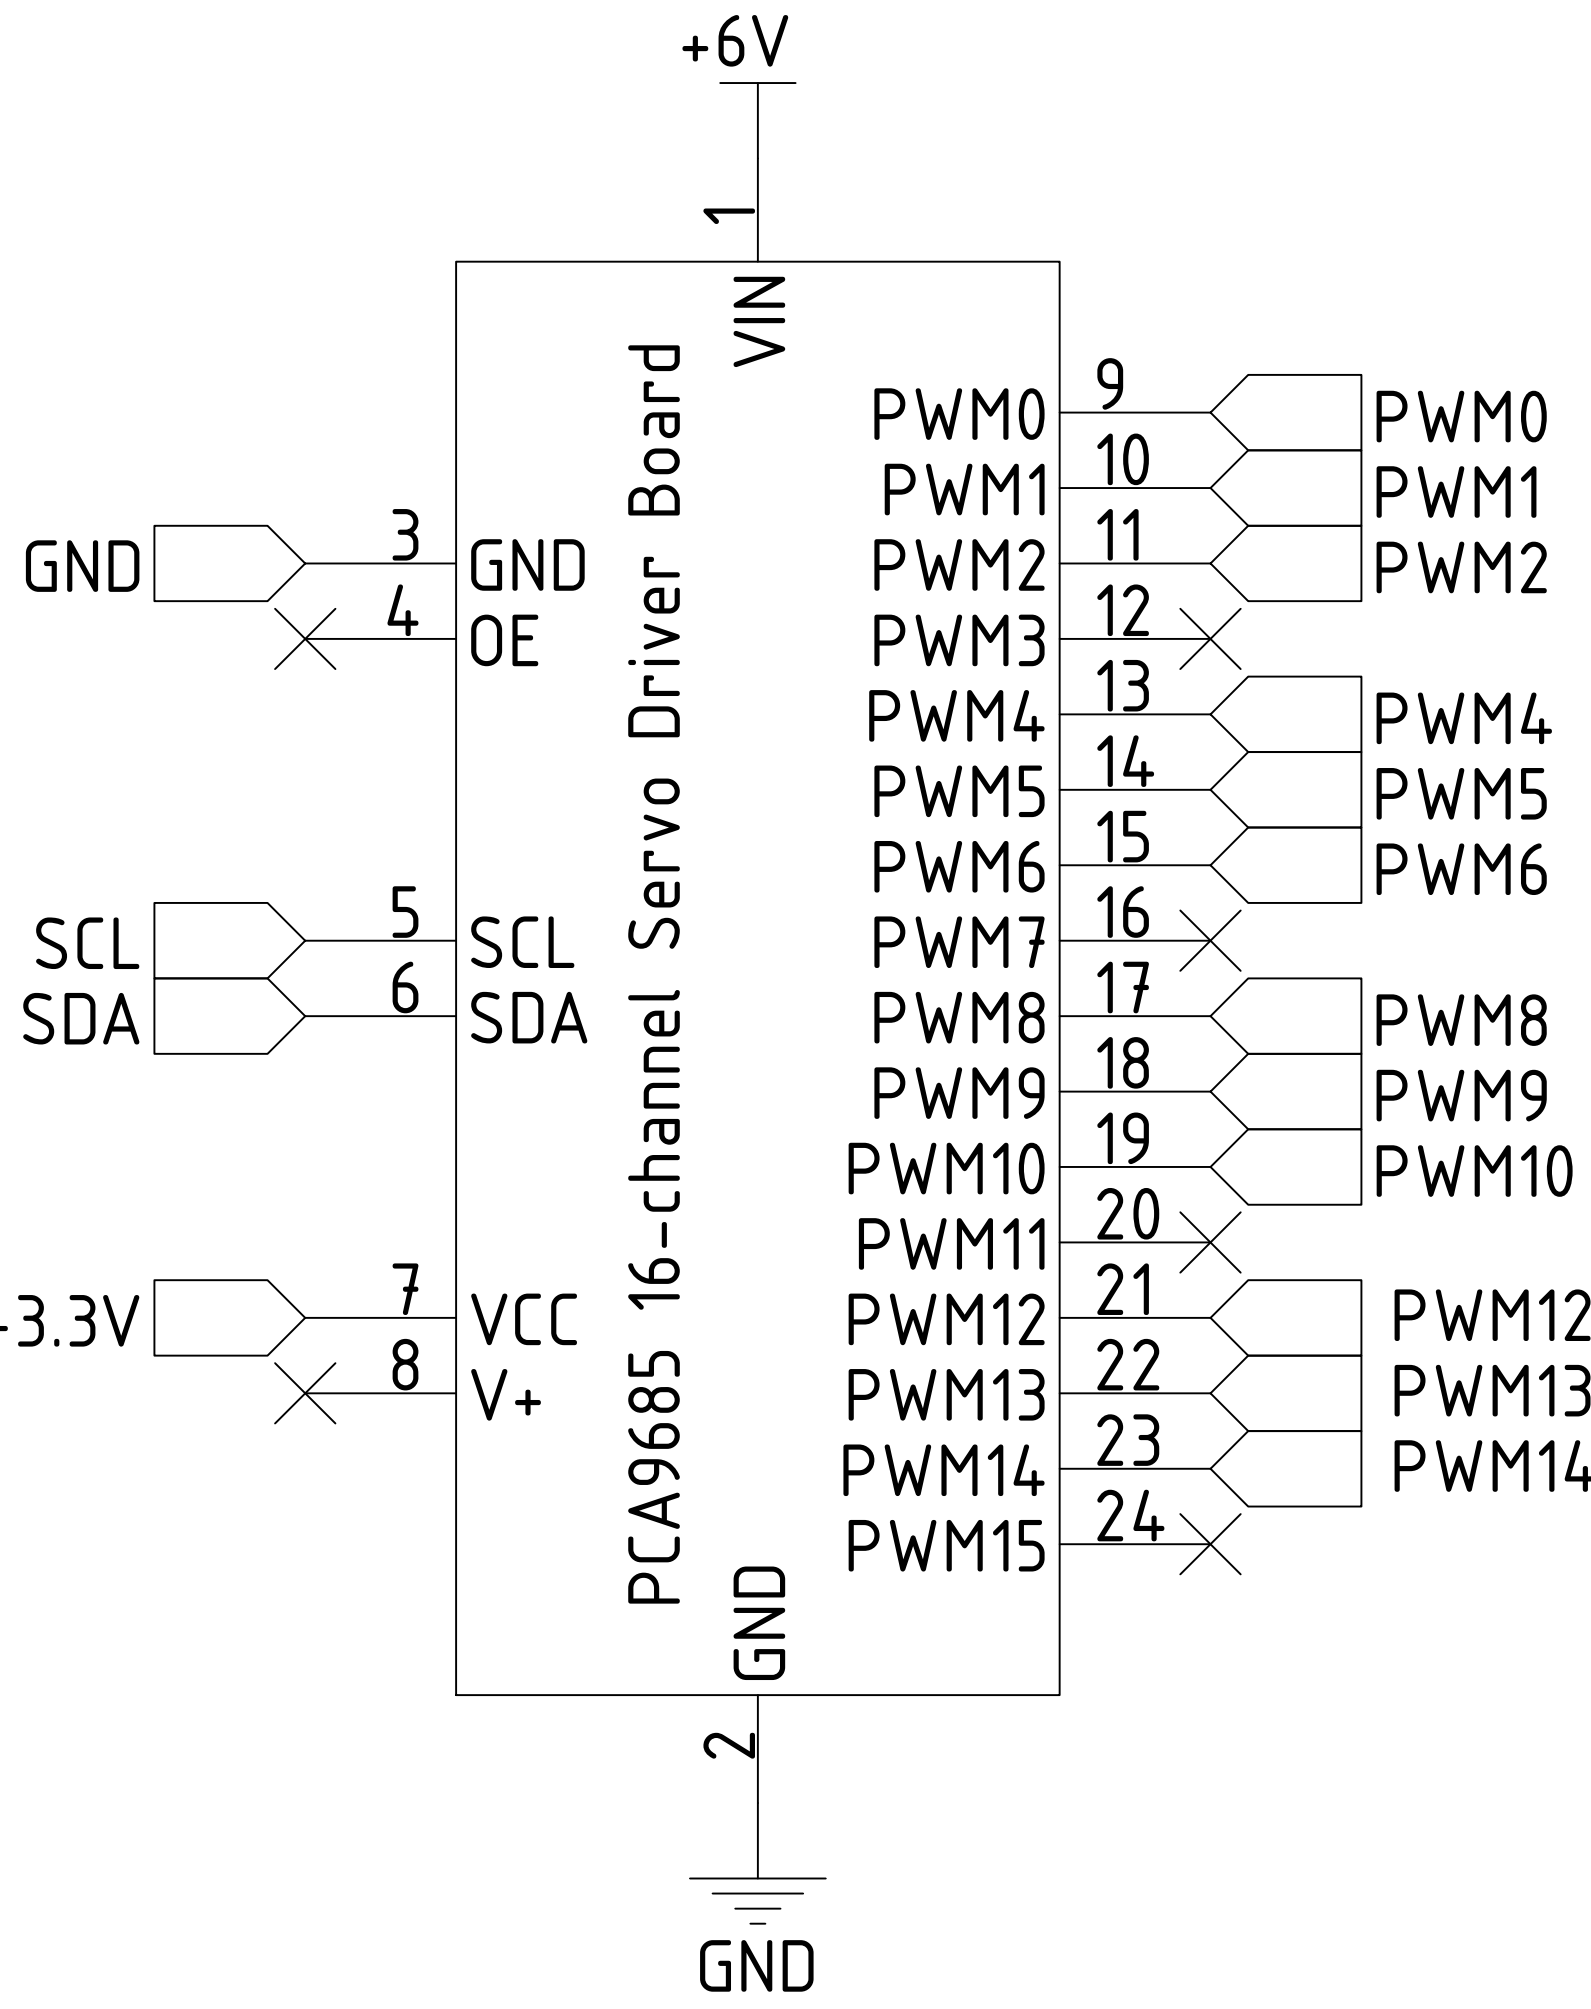 +6V
1
VIN
PCA9685 16-channel Servo Driver Board
GND 3 GND
4 OE
SCL 5 SCL
SDA 6 SDA
-3.3V 7 VCC
8 V+
PWM0 9 PWM0
PWM1 10 PWM1
PWM2 11 PWM2
PWM3 12
PWM4 13 PWM4
PWM5 14 PWM5
PWM6 15 PWM6
PWM7 16
PWM8 17 PWM8
PWM9 18 PWM9
PWM10 19 PWM10
PWM11 20
PWM12 21 PWM12
PWM13 22 PWM13
PWM14 23 PWM14
PWM15 24
GND
2
GND